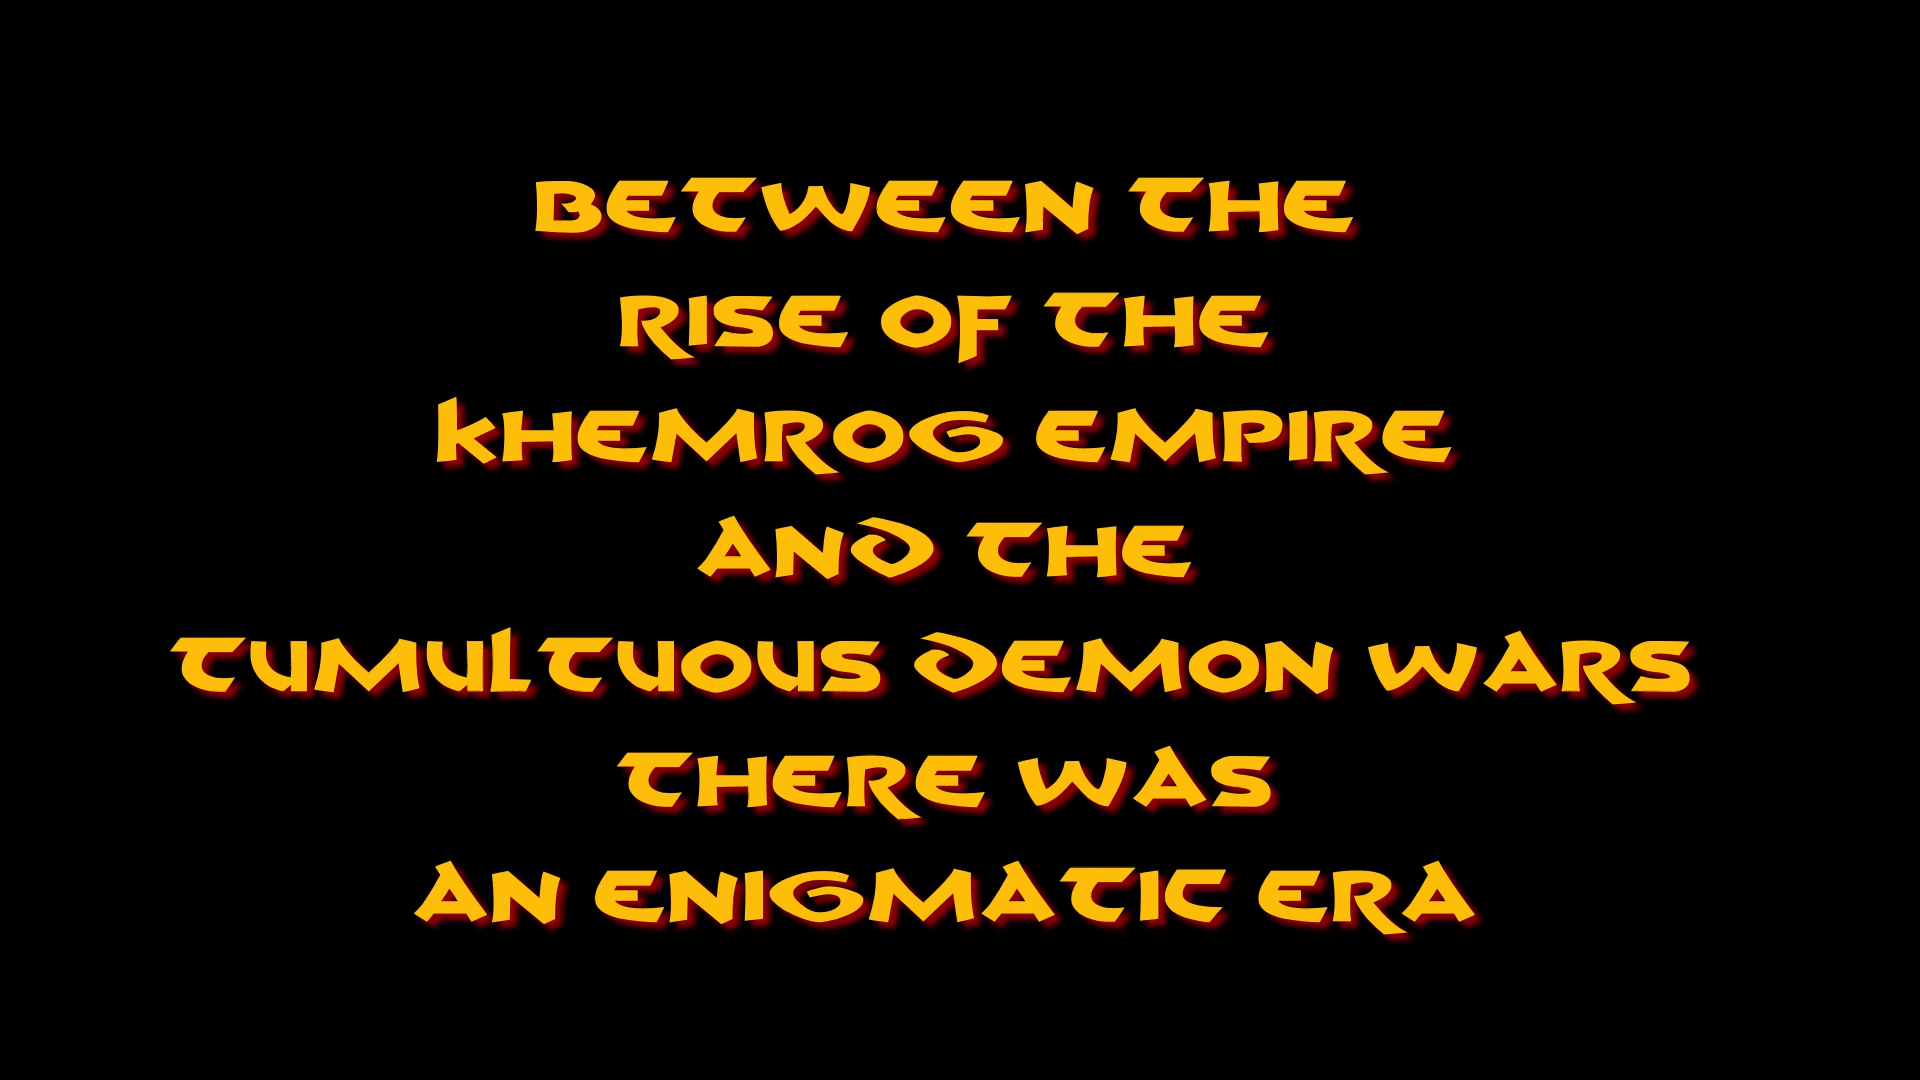 BETWEEN THE
RISE OF THE
KHEMROG EMPIRE
AND THE
TUMULTUOUS DEMON WARS
THERE WAS
AN ENIGMATIC ERA